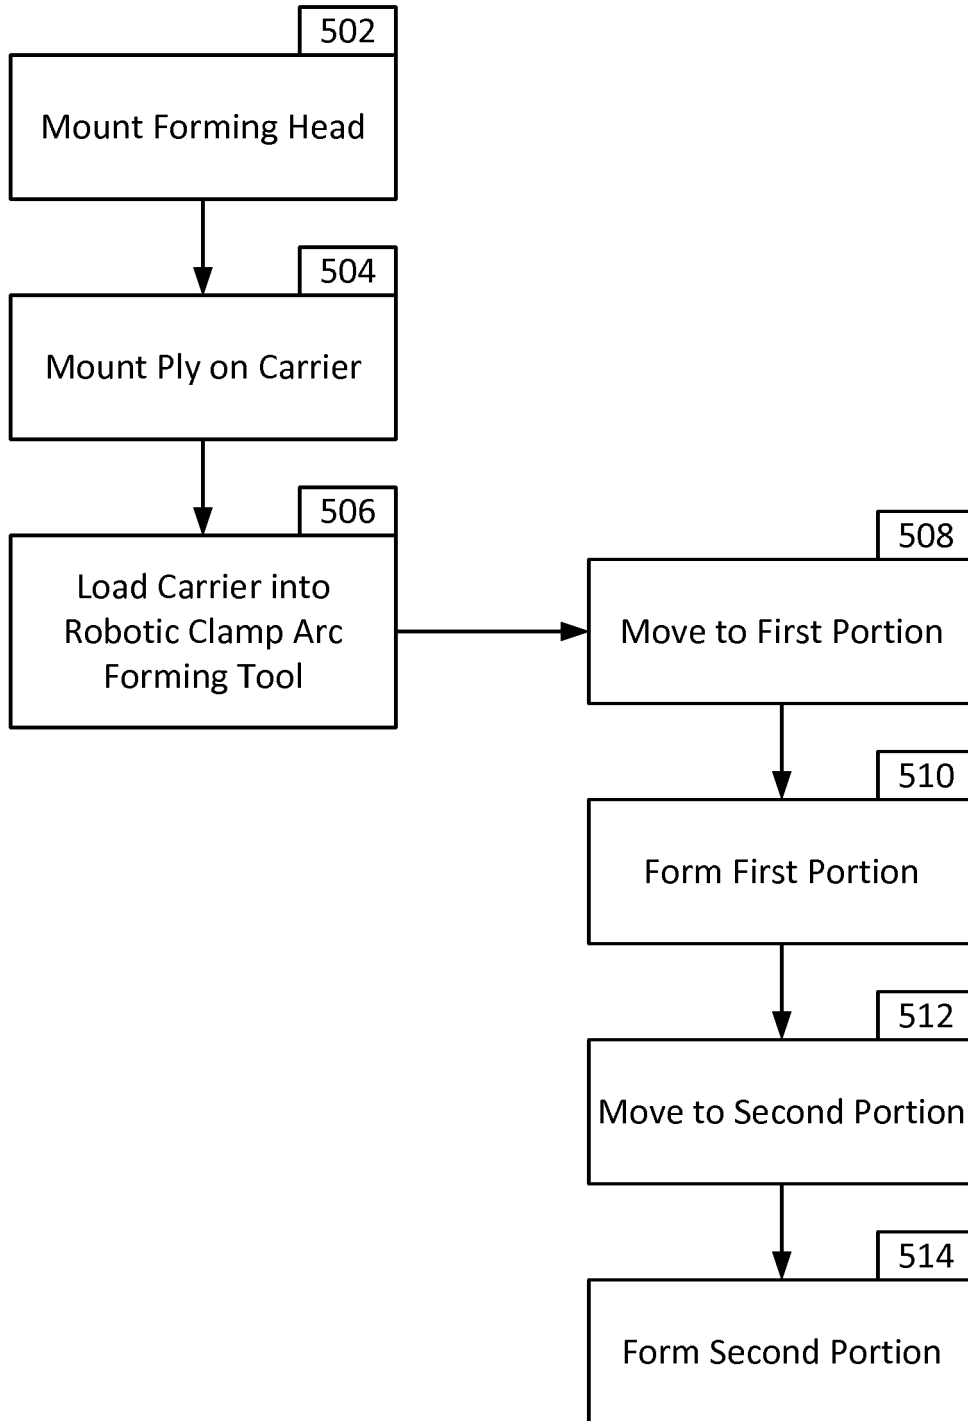 502
Mount Forming Head
504
Mount Ply on Carrier
506
Load Carrier into
Robotic Clamp Arc
Forming Tool
508
Move to First Portion
510
Form First Portion
512
Move to Second Portion
514
Form Second Portion